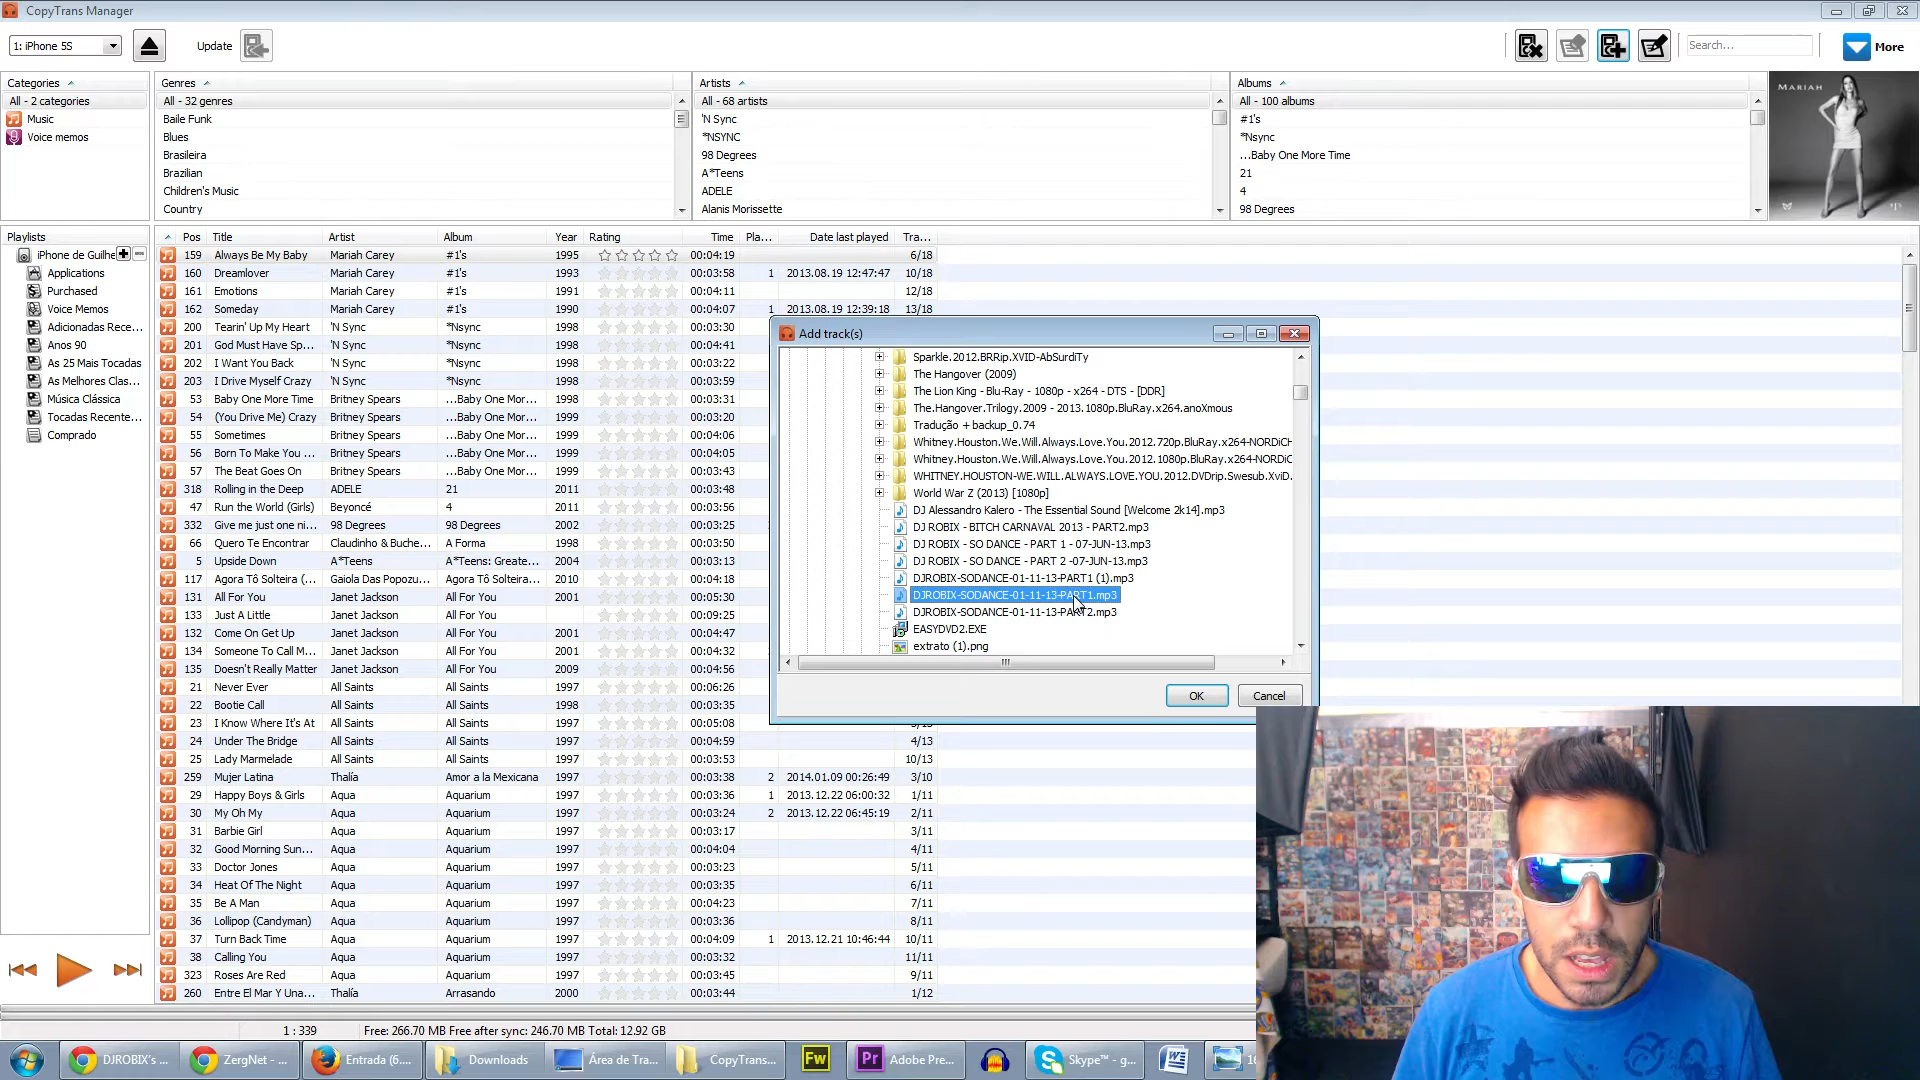 CopyTrans Manager
1: iPhone 5S
Update
Search...
More
Categories
All - 2 categories
Music
Voice memos
Genres
All - 32 genres
Baile Funk
Blues
Brasileira
Brazilian
Children's Music
Country
Artists
All - 68 artists
'N Sync
*NSYNC
98 Degrees
A*Teens
ADELE
Alanis Morissette
Albums
All - 100 albums
#1's
*Nsync
...Baby One More Time
21
4
98 Degrees
MARIAH
Playlists
iPhone de Guilhe
Applications
Purchased
Voice Memos
Adicionadas Rece...
Anos 90
As 25 Mais Tocadas
As Melhores Clas...
Música Clássica
Tocadas Recente...
Comprado
Pos Title Artist Album Year Rating Time Pla... Date last played Tra...
159 Always Be My Baby Mariah Carey #1's 1995 00:04:19 6/18
160 Dreamlover Mariah Carey #1's 1993 00:03:58 1 2013.08.19 12:47:47 10/18
161 Emotions Mariah Carey #1's 1991 00:04:11 12/18
162 Someday Mariah Carey #1's 1990 00:04:07 1 2013.08.19 12:39:18 13/18
200 Tearin' Up My Heart 'N Sync *Nsync 1998 00:03:30
201 God Must Have Sp... 'N Sync *Nsync 1998 00:04:41
202 I Want You Back 'N Sync *Nsync 1998 00:03:22
203 I Drive Myself Crazy 'N Sync *Nsync 1998 00:03:59
53 Baby One More Time Britney Spears ...Baby One Mor... 1998 00:03:31
54 (You Drive Me) Crazy Britney Spears ...Baby One Mor... 1999 00:03:20
55 Sometimes Britney Spears ...Baby One Mor... 1999 00:04:06
56 Born To Make You ... Britney Spears ...Baby One Mor... 1999 00:04:05
57 The Beat Goes On Britney Spears ...Baby One Mor... 1999 00:03:43
318 Rolling in the Deep ADELE 21 2011 00:03:48
47 Run the World (Girls) Beyoncé 4 2011 00:03:56
332 Give me just one ni... 98 Degrees 98 Degrees 2002 00:03:25
66 Quero Te Encontrar Claudinho & Buche... A Forma 1998 00:03:50
5 Upside Down A*Teens A*Teens: Greate... 2004 00:03:13
117 Agora Tô Solteira (... Gaiola Das Popozu... Agora Tô Solteira... 2010 00:04:18
131 All For You Janet Jackson All For You 2001 00:05:30
133 Just A Little Janet Jackson All For You 00:09:25
132 Come On Get Up Janet Jackson All For You 2001 00:04:47
134 Someone To Call M... Janet Jackson All For You 2001 00:04:32
135 Doesn't Really Matter Janet Jackson All For You 2009 00:04:56
21 Never Ever All Saints All Saints 1997 00:06:26
22 Bootie Call All Saints All Saints 1998 00:03:35
23 I Know Where It's At All Saints All Saints 1997 00:05:08
24 Under The Bridge All Saints All Saints 1997 00:04:59 4/13
25 Lady Marmelade All Saints All Saints 1997 00:03:53 10/13
259 Mujer Latina Thalía Amor a la Mexicana 1997 00:03:38 2 2014.01.09 00:26:49 3/10
29 Happy Boys & Girls Aqua Aquarium 1997 00:03:36 1 2013.12.22 06:00:32 1/11
30 My Oh My Aqua Aquarium 1997 00:03:24 2 2013.12.22 06:45:19 2/11
31 Barbie Girl Aqua Aquarium 1997 00:03:17 3/11
32 Good Morning Sun... Aqua Aquarium 1997 00:04:04 4/11
33 Doctor Jones Aqua Aquarium 1997 00:03:23 5/11
34 Heat Of The Night Aqua Aquarium 1997 00:03:35 6/11
35 Be A Man Aqua Aquarium 1997 00:04:23 7/11
36 Lollipop (Candyman) Aqua Aquarium 1997 00:03:36 8/11
37 Turn Back Time Aqua Aquarium 1997 00:04:09 1 2013.12.21 10:46:44 10/11
38 Calling You Aqua Aquarium 1997 00:03:32 11/11
323 Roses Are Red Aqua Aquarium 1997 00:03:45 9/11
260 Entre El Mar Y Una... Thalía Arrasando 2000 00:03:44 1/12
Add track(s)
Sparkle.2012.BRRip.XVID-AbSurdiTy
The Hangover (2009)
The Lion King - Blu-Ray - 1080p - x264 - DTS - [DDR]
The.Hangover.Trilogy.2009 - 2013.1080p.BluRay.x264.anoXmous
Tradução + backup_0.74
Whitney.Houston.We.Will.Always.Love.You.2012.720p.BluRay.x264-NORDiCH
Whitney.Houston.We.Will.Always.Love.You.2012.1080p.BluRay.x264-NORDiC
WHITNEY.HOUSTON-WE.WILL.ALWAYS.LOVE.YOU.2012.DVDrip.Swesub.XviD.
World War Z (2013) [1080p]
DJ Alessandro Kalero - The Essential Sound [Welcome 2k14].mp3
DJ ROBIX - BITCH CARNAVAL 2013 - PART2.mp3
DJ ROBIX - SO DANCE - PART 1 - 07-JUN-13.mp3
DJ ROBIX - SO DANCE - PART 2 -07-JUN-13.mp3
DJROBIX-SODANCE-01-11-13-PART1 (1).mp3
DJROBIX-SODANCE-01-11-13-PART1.mp3
DJROBIX-SODANCE-01-11-13-PART2.mp3
EASYDVD2.EXE
extrato (1).png
OK
Cancel
1 : 339
Free: 266.70 MB Free after sync: 246.70 MB Total: 12.92 GB
DJROBIX's ...
ZergNet - ...
Entrada (6....
Downloads
Área de Tra...
CopyTrans...
Fw
Pr
Adobe Pre...
Skype™ - g...